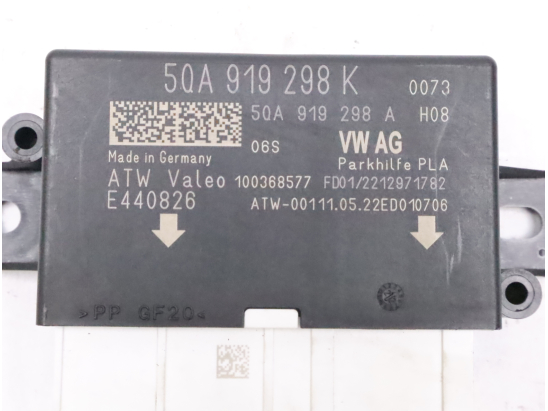 5QA 919 298 K 0073
5QA 919 298 A H08
06S VW AG
Made in Germany Parkhilfe PLA
ATW Valeo 100368577 FD01/2212971782
E440826 ATW-00111.05.22ED010706
>PP GF20<